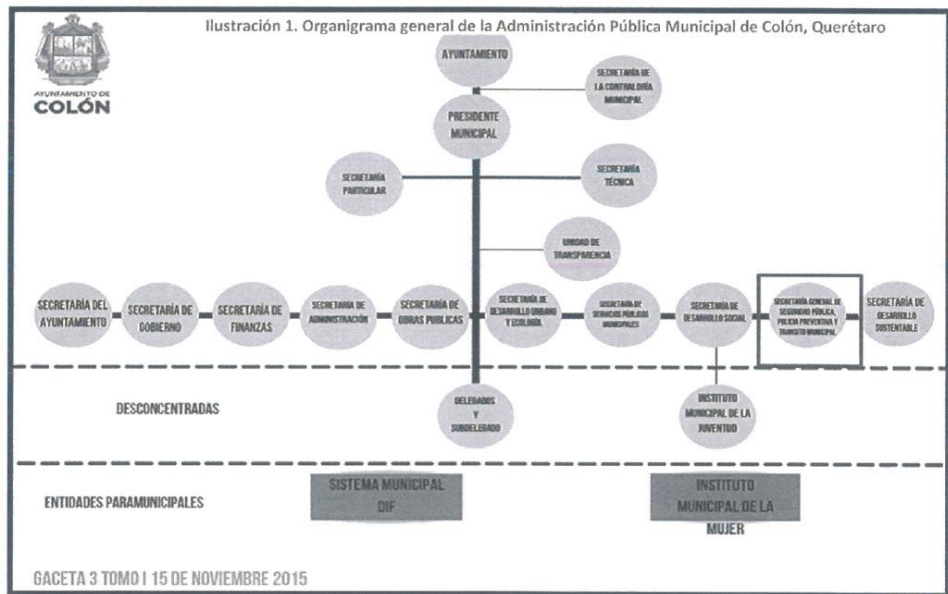 Ilustración 1. Organigrama general de la Administración Pública Municipal de Colón, Querétaro
AYUNTAMIENTO DE
COLÓN
AYUNTAMIENTO
SECRETARÍA DE
LA CONTRALORÍA
MUNICIPAL
PRESIDENTE
MUNICIPAL
SECRETARÍA
PARTICULAR
SECRETARÍA
TÉCNICA
UNIDAD DE
TRANSPARENCIA
SECRETARÍA DEL
AYUNTAMIENTO
SECRETARÍA DE
GOBIERNO
SECRETARÍA DE
FINANZAS
SECRETARÍA DE
ADMINISTRACIÓN
SECRETARÍA DE
OBRAS PUBLICAS
SECRETARÍA DE
DESARROLLO URBANO
Y ECOLOGÍA
SECRETARÍA DE
SERVICIOS PÚBLICOS
MUNICIPALES
SECRETARÍA DE
DESARROLLO SOCIAL
SECRETARÍA GENERAL DE
SEGURIDAD PÚBLICA,
POLICIA PREVENTIVA Y
TRANSITO MUNICIPAL
SECRETARÍA DE
DESARROLLO
SUSTENTABLE
DESCONCENTRADAS
DELEGADOS
Y
SUBDELEGADO
INSTITUTO
MUNICIPAL DE LA
JUVENTUD
ENTIDADES PARAMUNICIPALES
SISTEMA MUNICIPAL
DIF
INSTITUTO
MUNICIPAL DE LA
MUJER
GACETA 3 TOMO I 15 DE NOVIEMBRE 2015